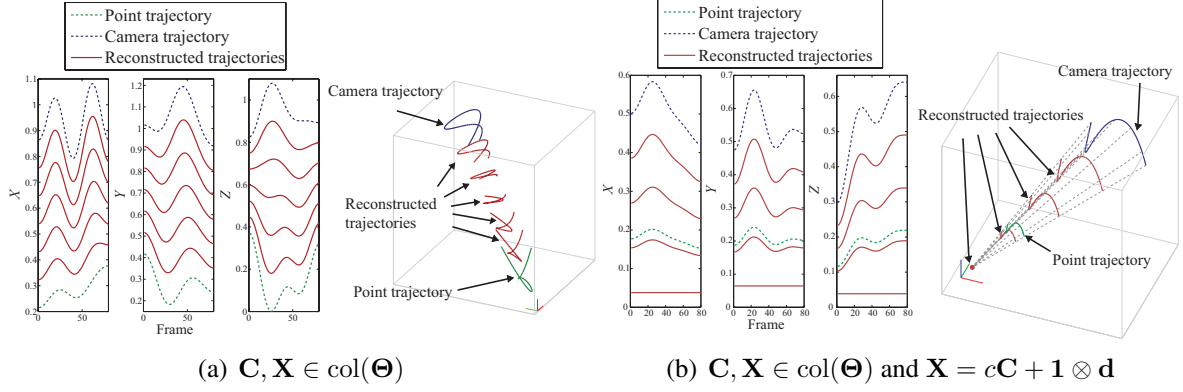 Point trajectory
Camera trajectory
Reconstructed trajectories
1.1
1
0.9
0.8
0.7
0.6
0.5
0.4
0.3
0.2
X
0 50
1.2
1.1
1
0.9
0.8
0.7
0.6
0.5
0.4
0.3
0.2
Y
0 50
Frame
1
0.8
0.6
0.4
0.2
0
Z
0 50
Camera trajectory
Reconstructed trajectories
Point trajectory
(a) C, X ∈ col(Θ)
Point trajectory
Camera trajectory
Reconstructed trajectories
0.6
0.5
0.4
0.3
0.2
0.1
0
X
0 20 40 60 80
0.7
0.6
0.5
0.4
0.3
0.2
0.1
0
Y
0 20 40 60 80
Frame
0.7
0.6
0.5
0.4
0.3
0.2
0.1
0
Z
0 20 40 60 80
Camera trajectory
Reconstructed trajectories
Point trajectory
(b) C, X ∈ col(Θ) and X = cC + 1 ⊗ d